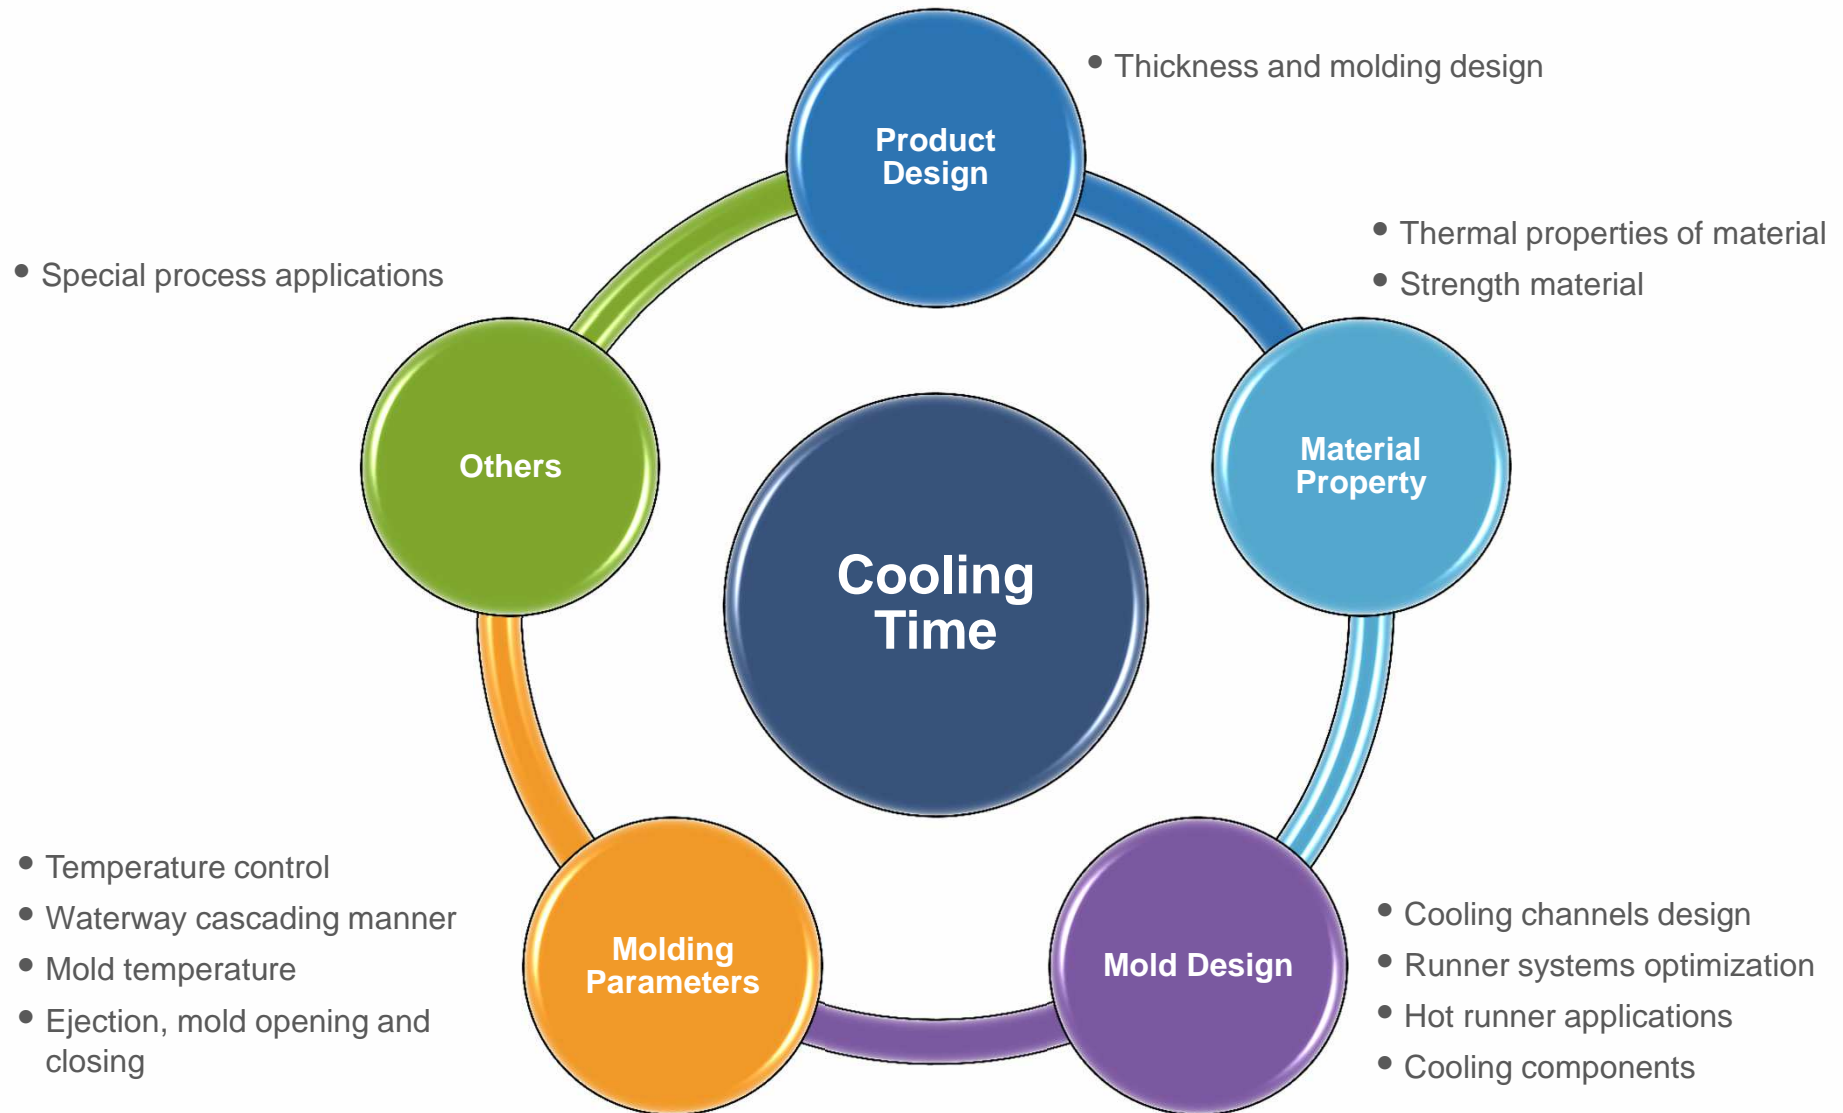 Product
Design
• Thickness and molding design
Material
Property
• Thermal properties of material
• Strength material
Mold Design
• Cooling channels design
• Runner systems optimization
• Hot runner applications
• Cooling components
Molding
Parameters
• Temperature control
• Waterway cascading manner
• Mold temperature
• Ejection, mold opening and
closing
Others
• Special process applications
Cooling
Time